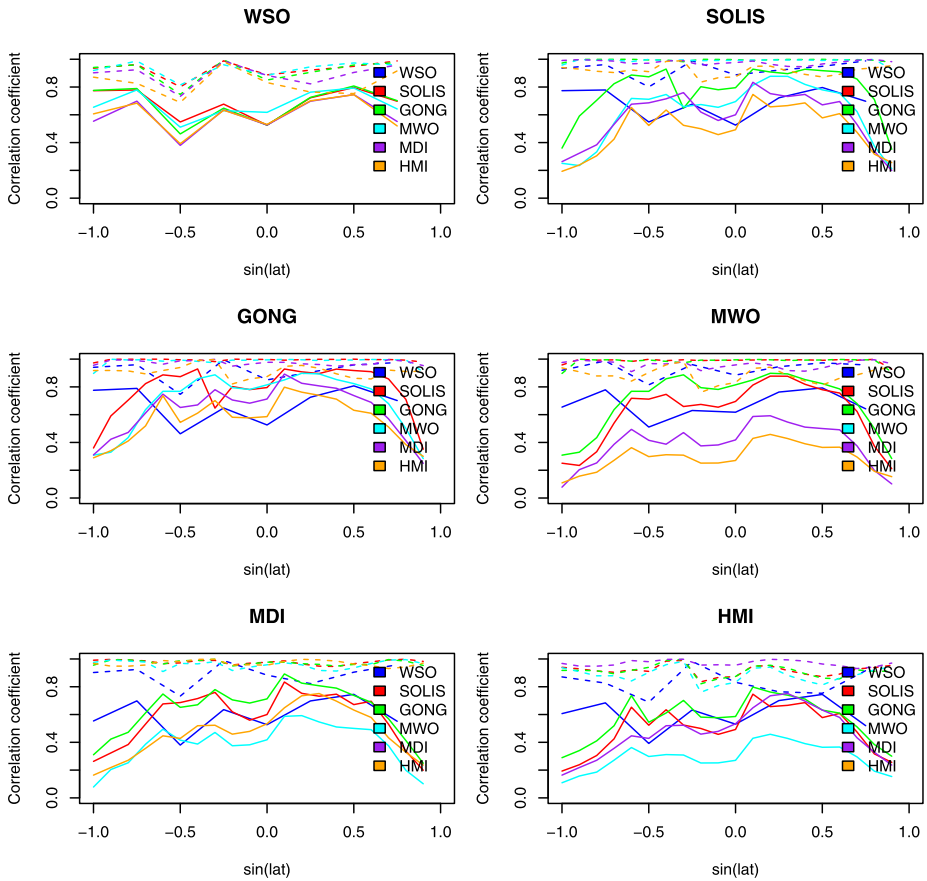 WSO
Correlation coefficient
0.0 0.4 0.8
WSO
SOLIS
GONG
MWO
MDI
HMI
−1.0 −0.5 0.0 0.5 1.0
sin(lat)
SOLIS
Correlation coefficient
0.0 0.4 0.8
WSO
SOLIS
GONG
MWO
MDI
HMI
−1.0 −0.5 0.0 0.5 1.0
sin(lat)
GONG
Correlation coefficient
0.0 0.4 0.8
WSO
SOLIS
GONG
MWO
MDI
HMI
−1.0 −0.5 0.0 0.5 1.0
sin(lat)
MWO
Correlation coefficient
0.0 0.4 0.8
WSO
SOLIS
GONG
MWO
MDI
HMI
−1.0 −0.5 0.0 0.5 1.0
sin(lat)
MDI
Correlation coefficient
0.0 0.4 0.8
WSO
SOLIS
GONG
MWO
MDI
HMI
−1.0 −0.5 0.0 0.5 1.0
sin(lat)
HMI
Correlation coefficient
0.0 0.4 0.8
WSO
SOLIS
GONG
MWO
MDI
HMI
−1.0 −0.5 0.0 0.5 1.0
sin(lat)